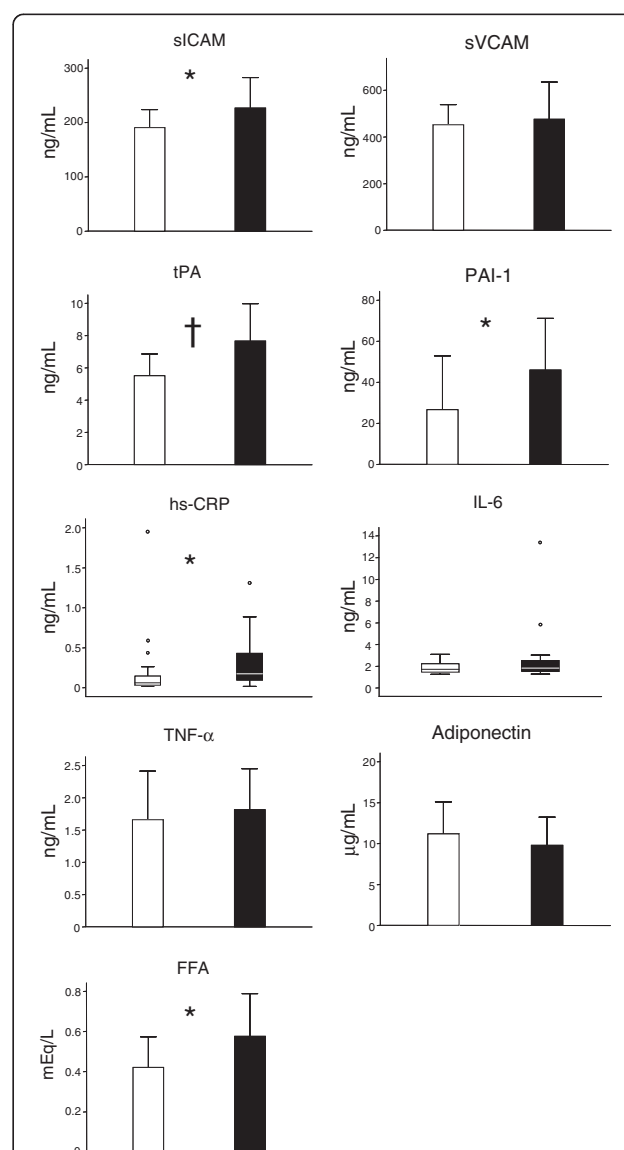 sICAM
300
200
100
0
ng/mL
*
sVCAM
600
400
200
0
ng/mL
tPA
10
8
6
4
2
0
ng/mL
†
PAI-1
80
60
40
20
0
ng/mL
*
hs-CRP
2.0
1.5
1.0
0.5
0
ng/mL
*
IL-6
14
12
10
8
6
4
2
0
ng/mL
TNF-α
2.5
2.0
1.5
1.0
0.5
0
ng/mL
Adiponectin
20
15
10
5
0
μg/mL
FFA
0.8
0.6
0.4
0.2
0
mEq/L
*